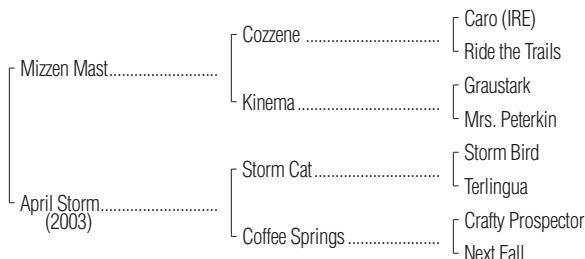 Caro (IRE)
Cozzene
Ride the Trails
Mizzen Mast
Graustark
Kinema
Mrs. Peterkin
Storm Bird
Storm Cat
Terlingua
April Storm
(2003)
Crafty Prospector
Coffee Springs
Next Fall